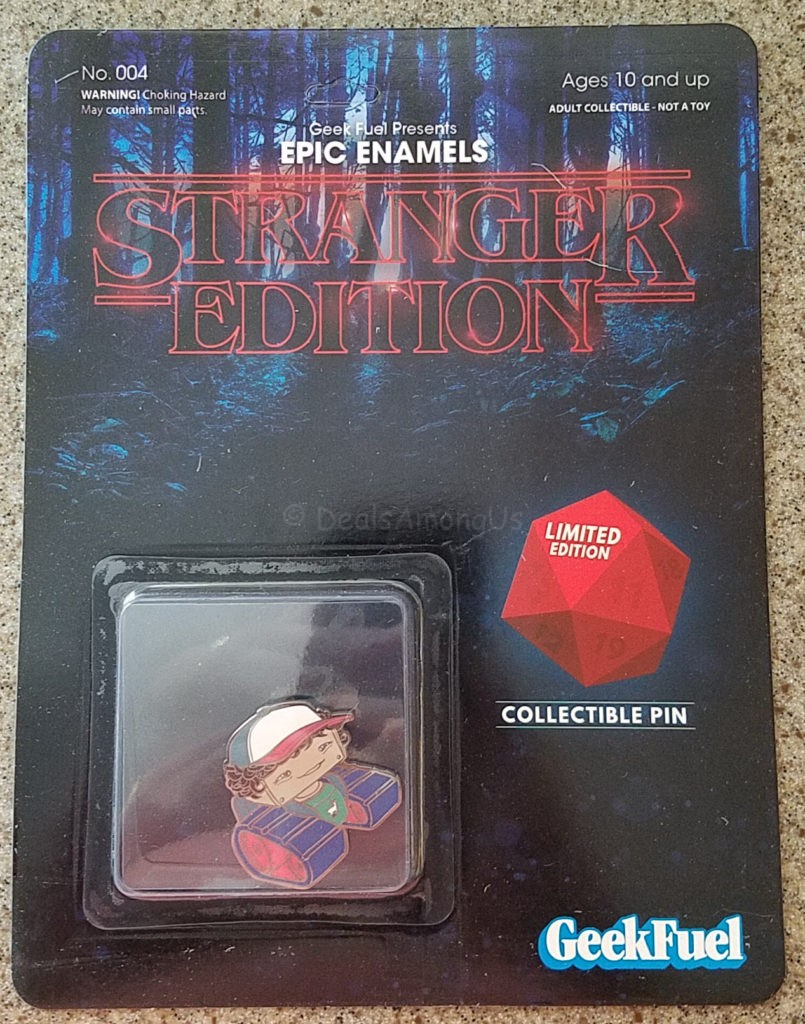 No. 004
WARNING! Choking Hazard
May contain small parts.
Ages 10 and up
ADULT COLLECTIBLE - NOT A TOY
Geek Fuel Presents
EPIC ENAMELS
STRANGER
EDITION
© DealsAmongUs
LIMITED
EDITION
19
COLLECTIBLE PIN
GeekFuel